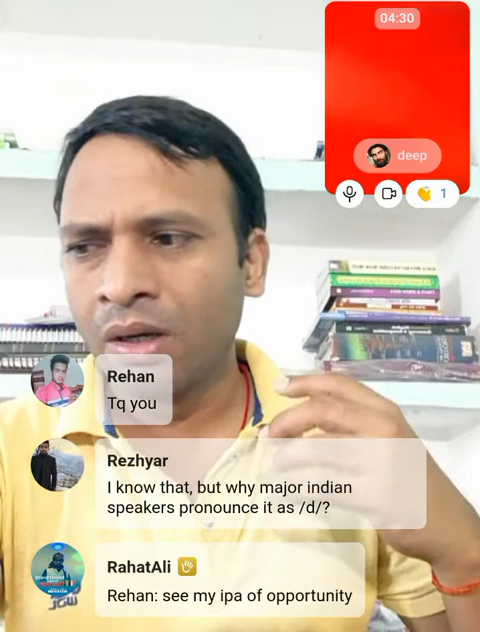 04:30
deep
1
Rehan
Tq you
Rezhyar
I know that, but why major indian
speakers pronounce it as /d/?
RahatAli
Rehan: see my ipa of opportunity